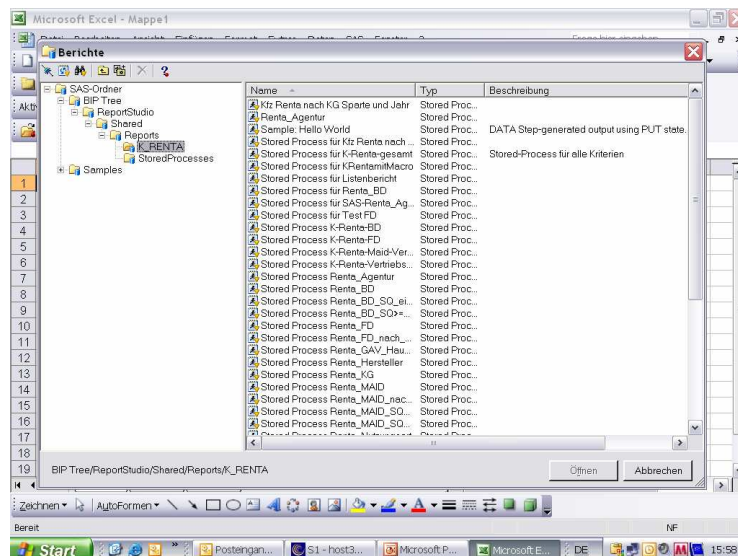 Microsoft Excel - Mappe1
Berichte
SAS-Ordner
BIP Tree
ReportStudio
Shared
Reports
K_RENTA
StoredProcesses
Samples
Name Typ Beschreibung
Kfz Renta nach KG Sparte und Jahr Stored Proc...
Renta_Agentur Stored Proc...
Sample: Hello World Stored Proc... DATA Step-generated output using PUT state.
Stored Process für Kfz Renta nach ... Stored Proc...
Stored Process für K-Renta-gesamt Stored Proc... Stored-Process für alle Kriterien
Stored Process für KRentamitMacro Stored Proc...
Stored Process für Listenbericht Stored Proc...
Stored Process für Renta_BD Stored Proc...
Stored Process für SAS-Renta_Ag... Stored Proc...
Stored Process für Test FD Stored Proc...
Stored Process K-Renta-BD Stored Proc...
Stored Process K-Renta-FD Stored Proc...
Stored Process K-Renta-Maid-Ver... Stored Proc...
Stored Process K-Renta-Vertriebs... Stored Proc...
Stored Process Renta_Agentur Stored Proc...
Stored Process Renta_BD Stored Proc...
Stored Process Renta_BD_SQ_ei... Stored Proc...
Stored Process Renta_BD_SQ>=... Stored Proc...
Stored Process Renta_FD Stored Proc...
Stored Process Renta_FD_nach_... Stored Proc...
Stored Process Renta_GAV_Hau... Stored Proc...
Stored Process Renta_Hersteller Stored Proc...
Stored Process Renta_KG Stored Proc...
Stored Process Renta_MAID Stored Proc...
Stored Process Renta_MAID_nac... Stored Proc...
Stored Process Renta_MAID_SQ... Stored Proc...
Stored Process Renta_MAID_SQ... Stored Proc...
BIP Tree/ReportStudio/Shared/Reports/K_RENTA
Öffnen Abbrechen
Akti
1
2
3
4
5
6
7
8
9
10
11
12
13
14
15
16
17
18
19
Zeichnen AutoFormen
Bereit NF
Start Posteingan... S1 - host3... Microsoft P... Microsoft E... DE 15:58